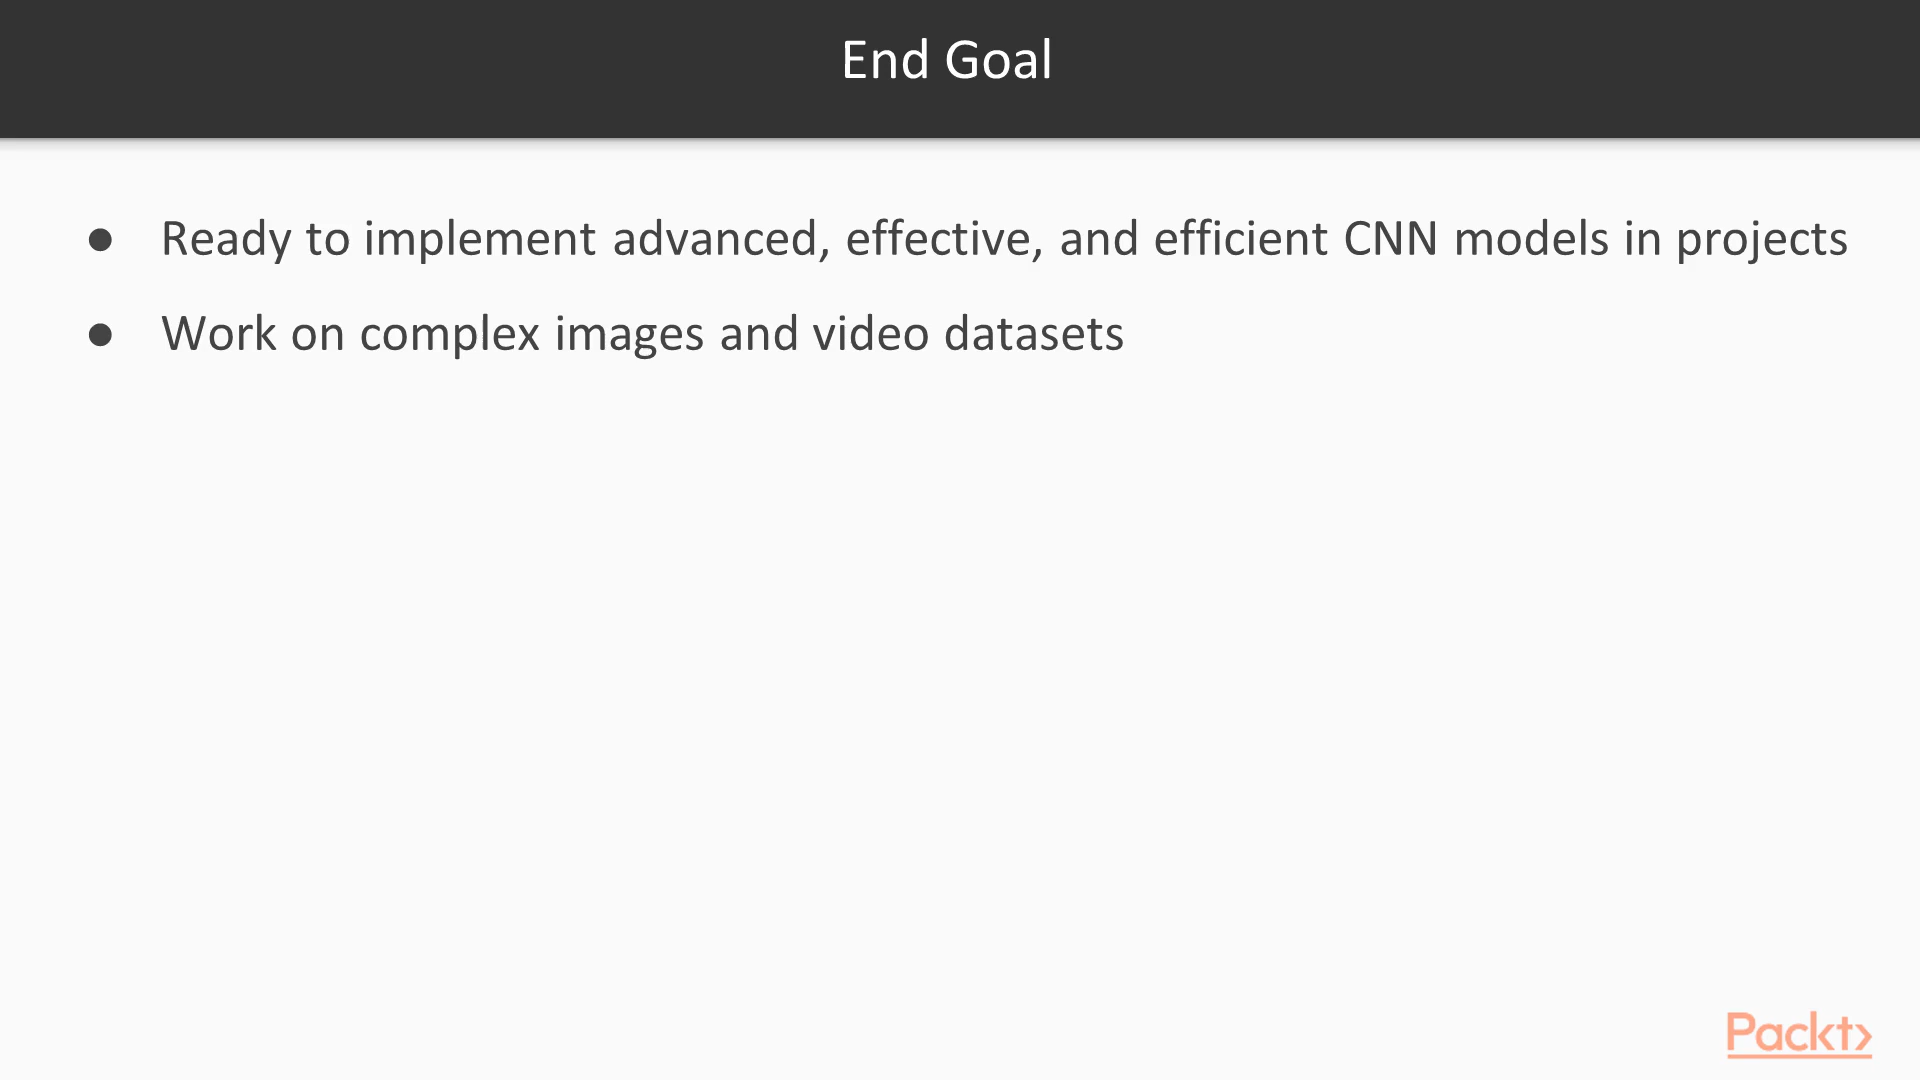 End Goal
● Ready to implement advanced, effective, and efficient CNN models in projects
● Work on complex images and video datasets
Packt>